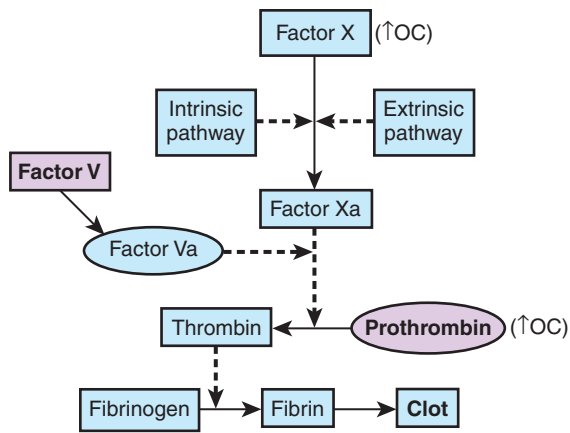 Factor X (↑OC)
Intrinsic
pathway
Extrinsic
pathway
Factor V
Factor Xa
Factor Va
Thrombin
Prothrombin (↑OC)
Fibrinogen
Fibrin
Clot